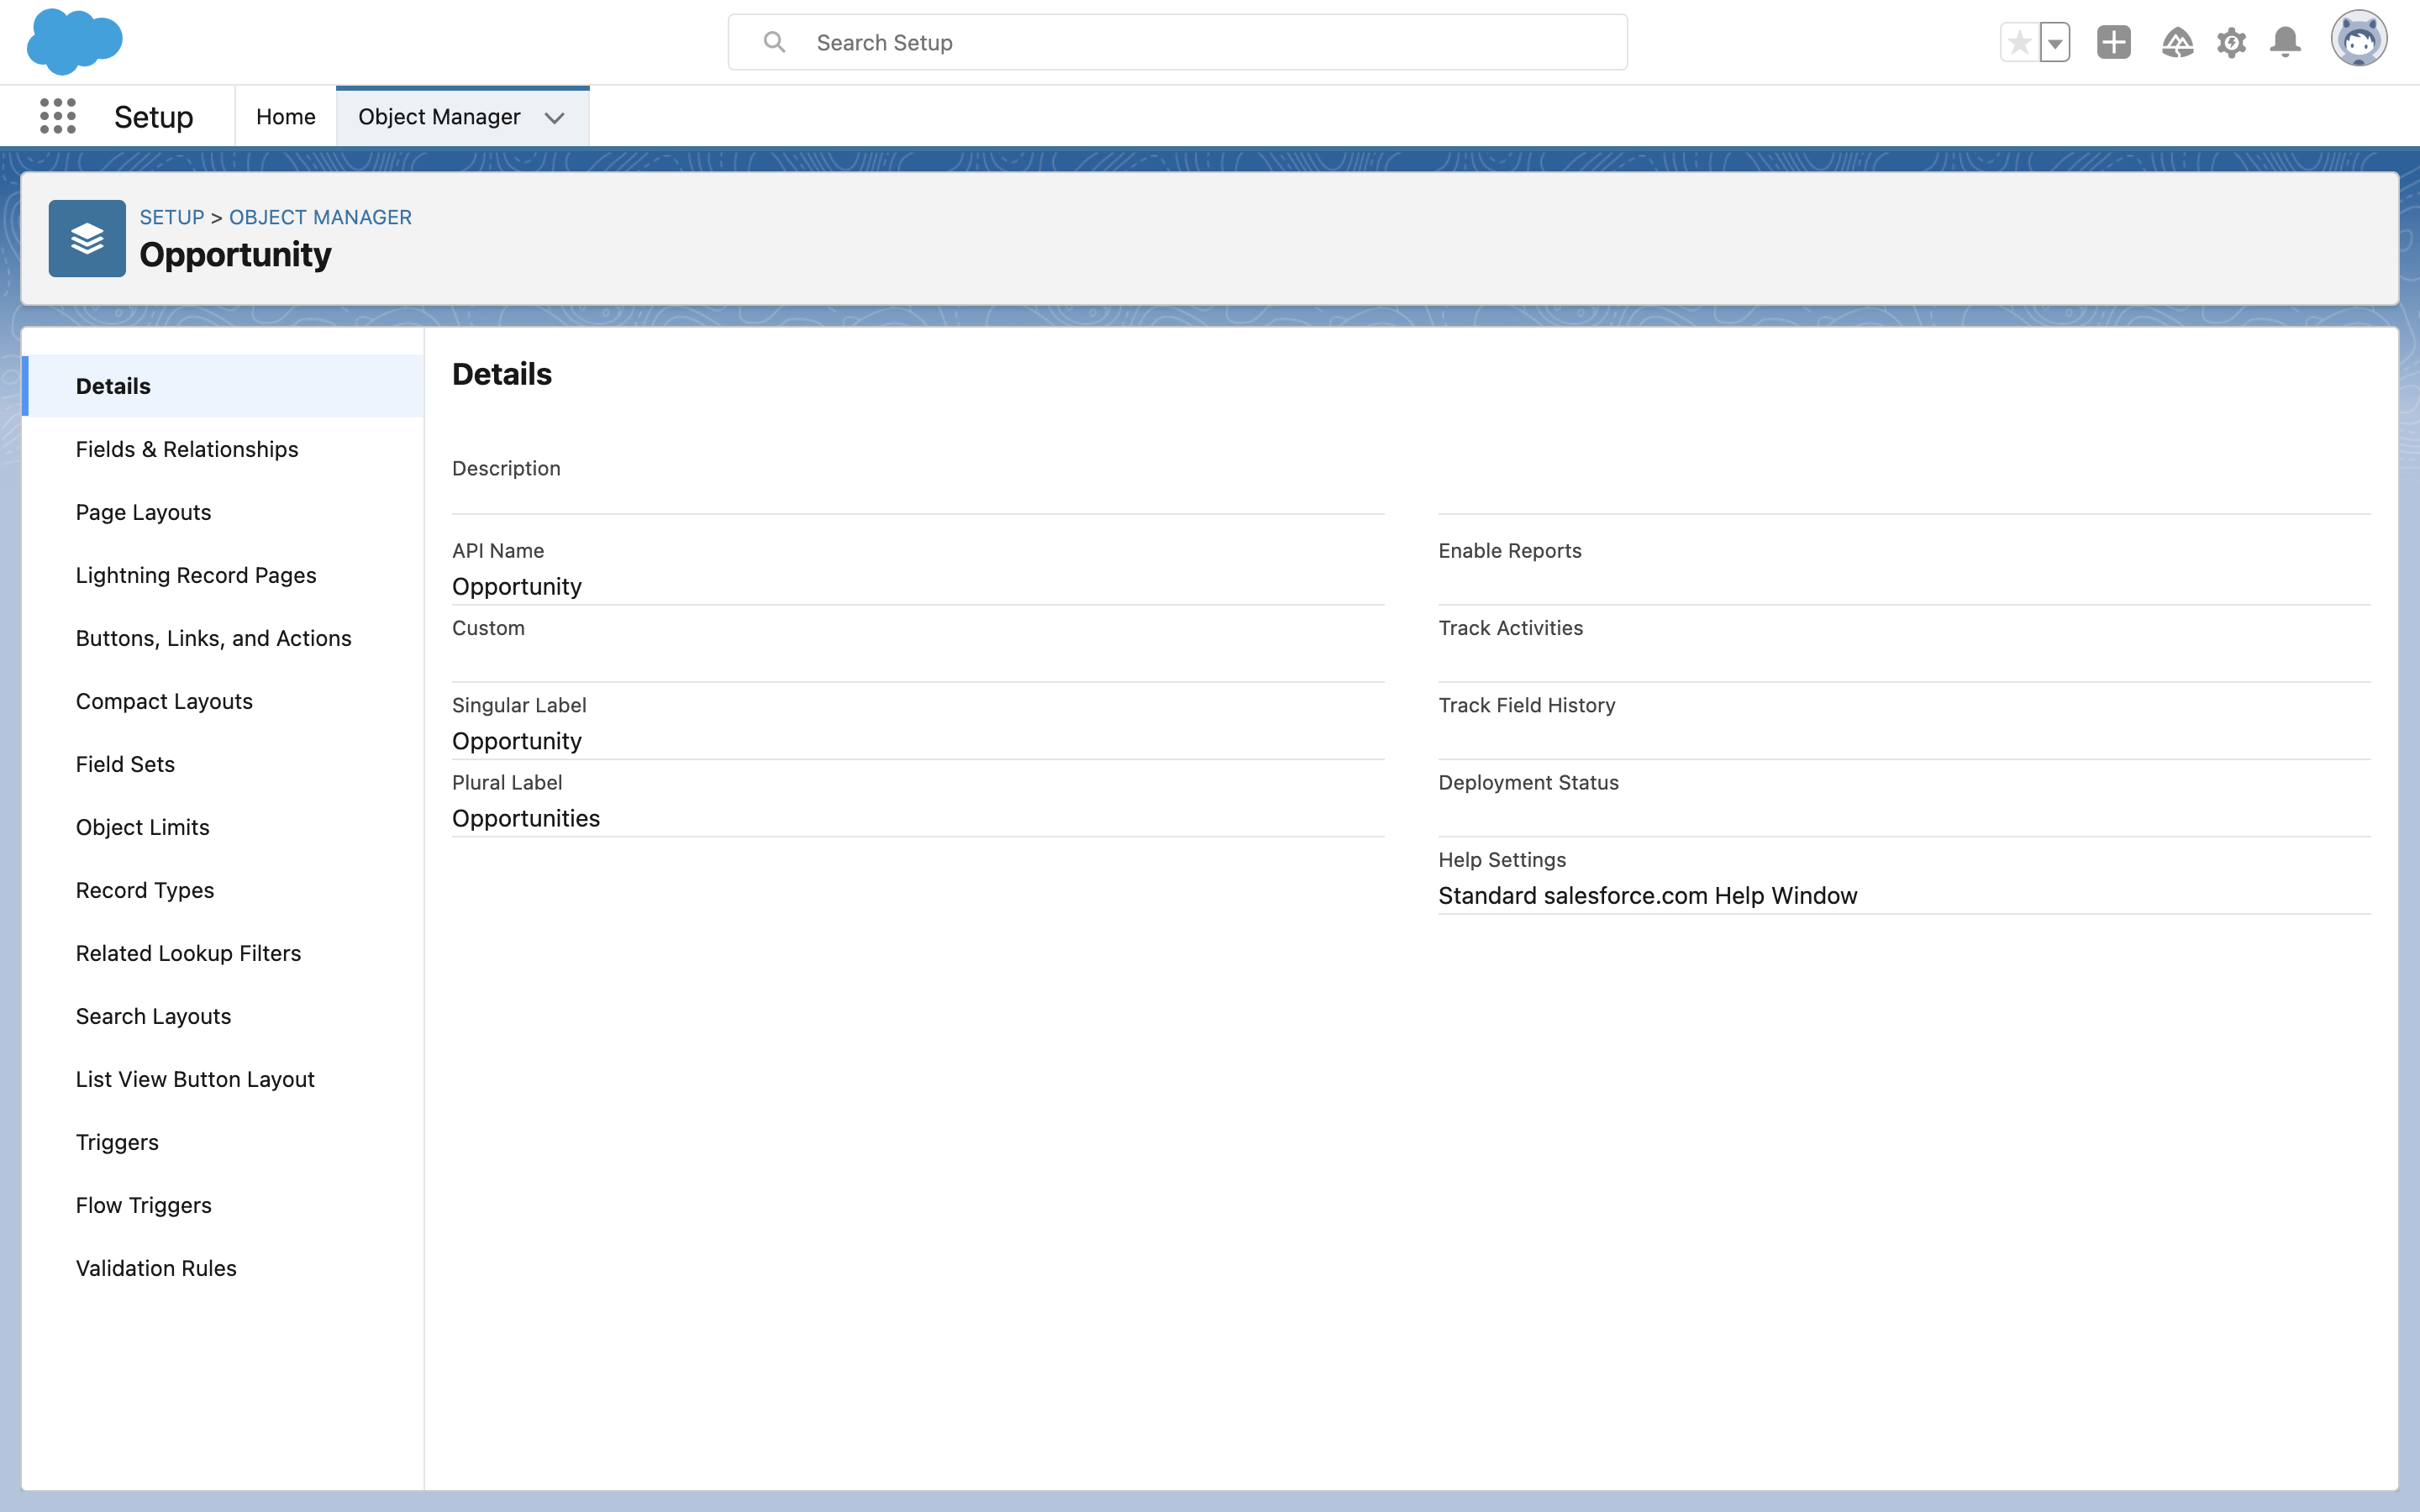 Search Setup
Setup
Home
Object Manager
SETUP > OBJECT MANAGER
Opportunity
Details
Fields & Relationships
Page Layouts
Lightning Record Pages
Buttons, Links, and Actions
Compact Layouts
Field Sets
Object Limits
Record Types
Related Lookup Filters
Search Layouts
List View Button Layout
Triggers
Flow Triggers
Validation Rules
Details
Description
API Name
Opportunity
Custom
Singular Label
Opportunity
Plural Label
Opportunities
Enable Reports
Track Activities
Track Field History
Deployment Status
Help Settings
Standard salesforce.com Help Window